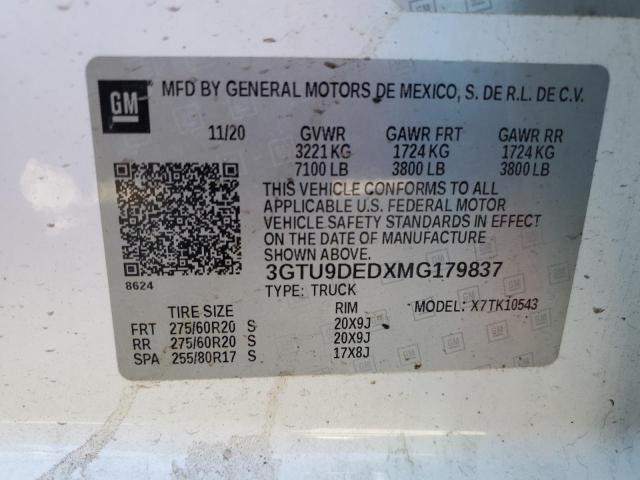 GM
MFD BY GENERAL MOTORS DE MEXICO, S. DE R.L. DE C.V.
11/20 GVWR GAWR FRT GAWR RR
3221 KG 1724 KG 1724 KG
7100 LB 3800 LB 3800 LB
THIS VEHICLE CONFORMS TO ALL
APPLICABLE U.S. FEDERAL MOTOR
VEHICLE SAFETY STANDARDS IN EFFECT
ON THE DATE OF MANUFACTURE
SHOWN ABOVE.
3GTU9DEDXMG179837
8624
TYPE: TRUCK MODEL: X7TK10543
TIRE SIZE RIM
FRT 275/60R20 S 20X9J
RR 275/60R20 S 20X9J
SPA 255/80R17 S 17X8J